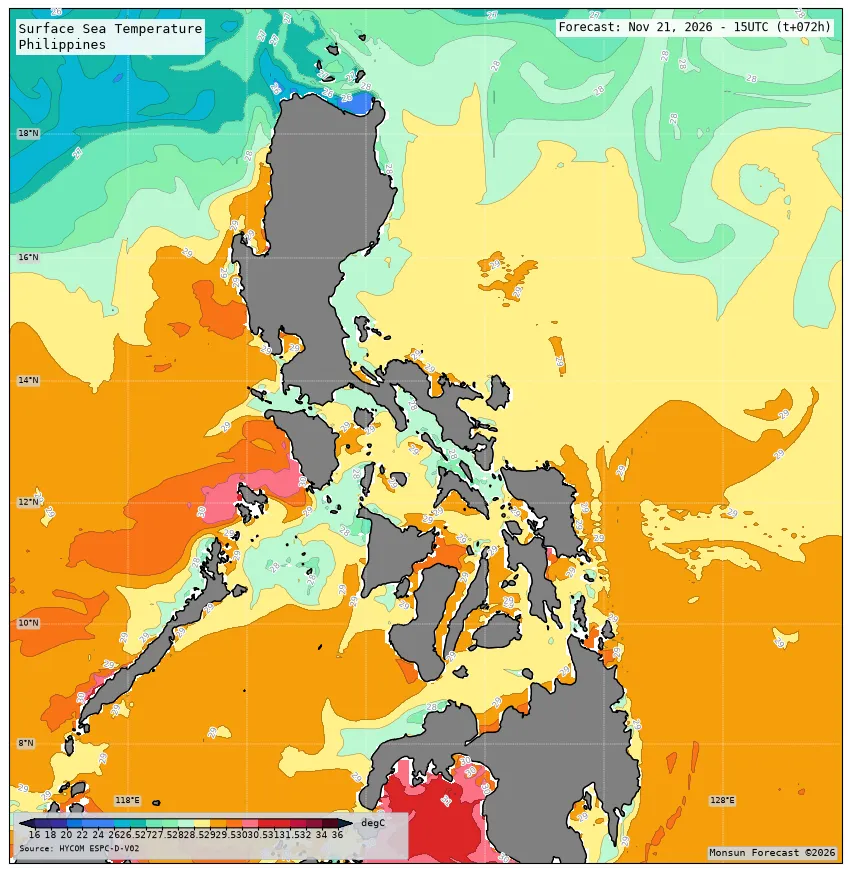 Surface Sea Temperature
Philippines
Forecast: Nov 21, 2026 - 15UTC (t+072h)
18°N
16°N
14°N
12°N
10°N
8°N
118°E
128°E
degC
16 18 20 22 24 26 26.5 27 27.5 28 28.5 29 29.5 30 30.5 31 31.5 32 34 36
Source: HYCOM ESPC-D-V02
Monsun Forecast ©2026